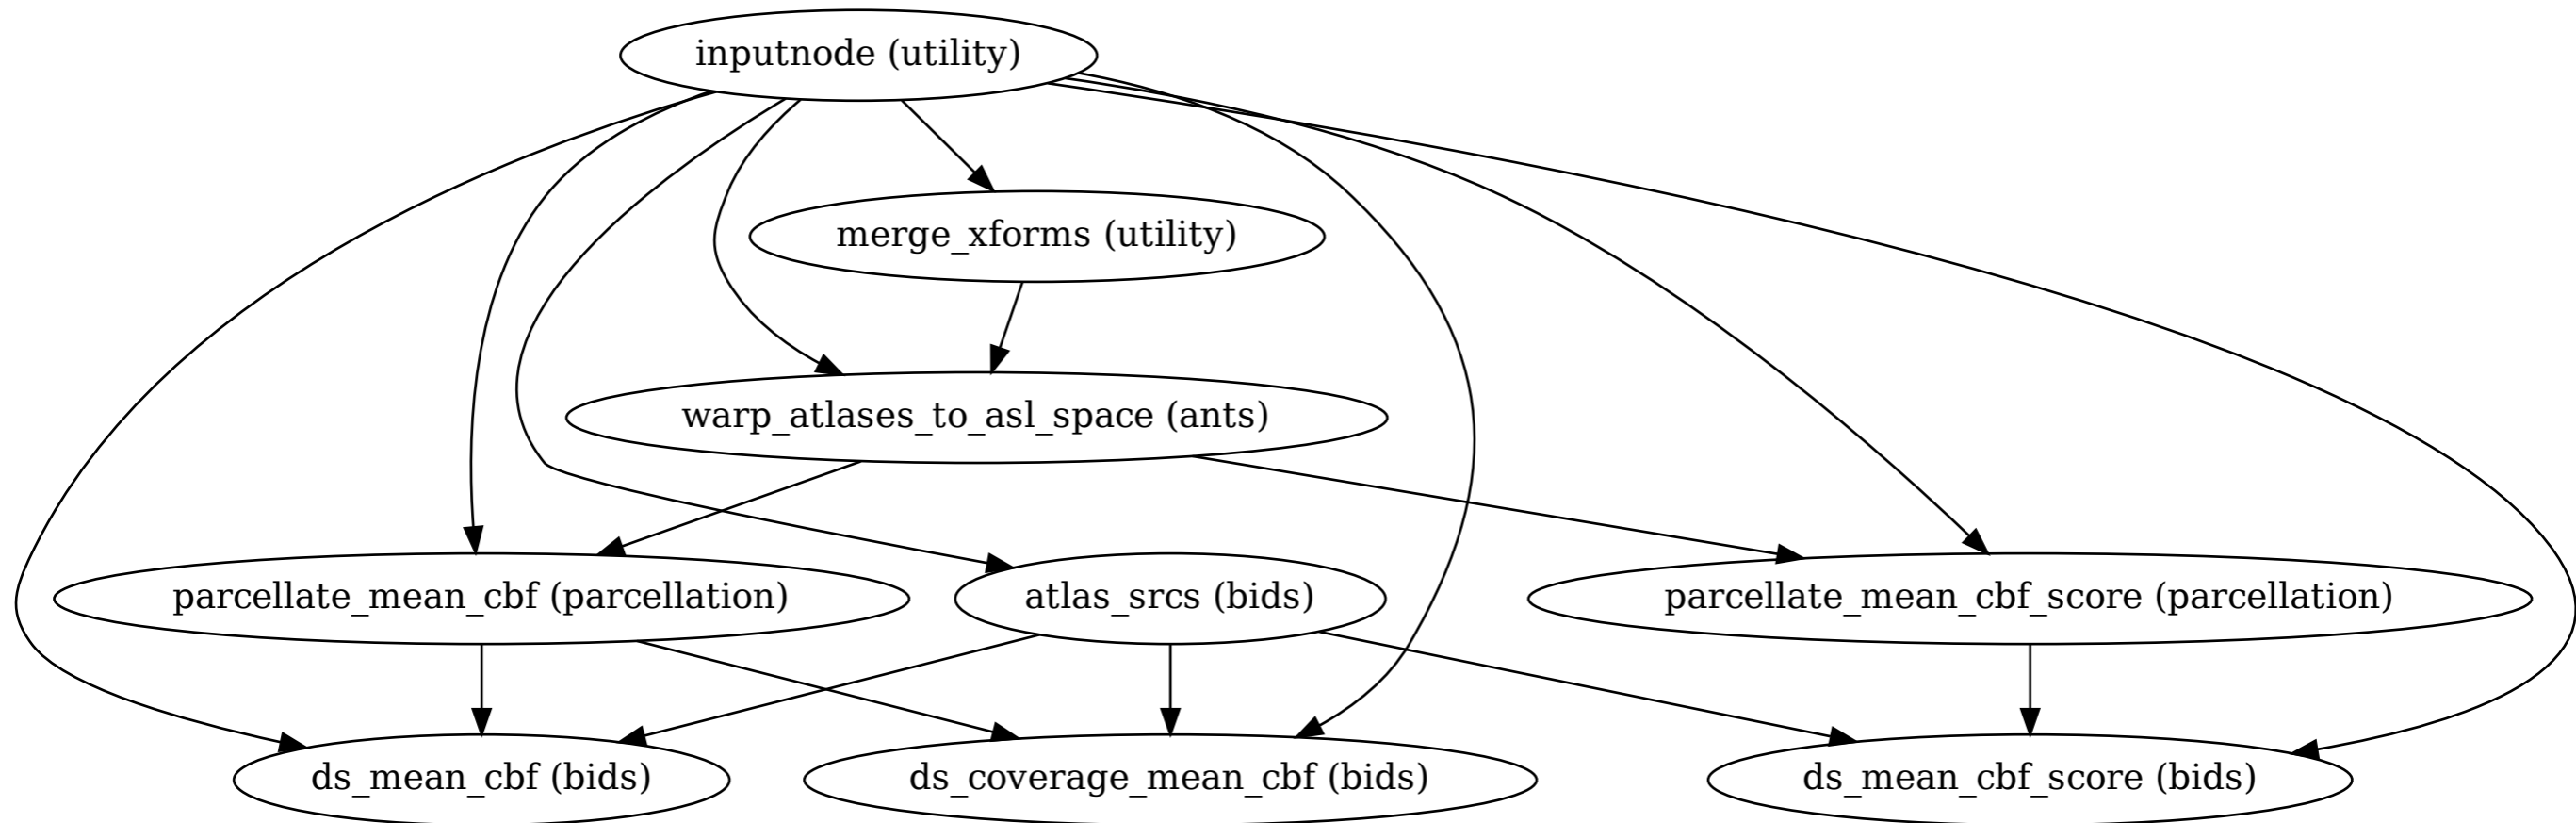 inputnode (utility)
merge_xforms (utility)
warp_atlases_to_asl_space (ants)
parcellate_mean_cbf (parcellation)
atlas_srcs (bids)
parcellate_mean_cbf_score (parcellation)
ds_mean_cbf (bids)
ds_coverage_mean_cbf (bids)
ds_mean_cbf_score (bids)